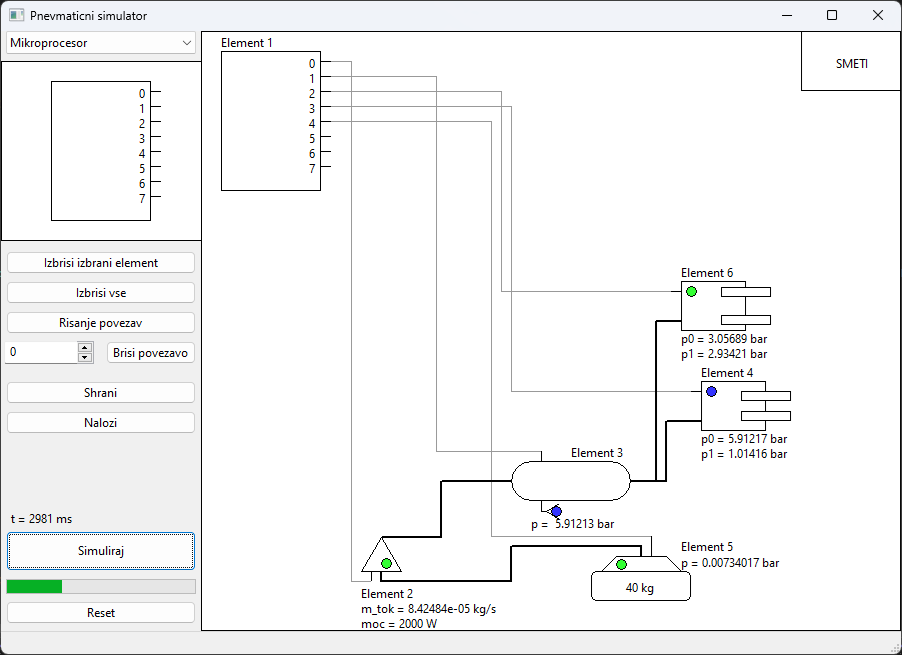 Pnevmaticni simulator
Mikroprocesor
0
1
2
3
4
5
6
7
Izbrisi izbrani element
Izbrisi vse
Risanje povezav
0
Brisi povezavo
Shrani
Nalozi
t = 2981 ms
Simuliraj
Reset
Element 1
0
1
2
3
4
5
6
7
SMETI
Element 6
p0 = 3.05689 bar
p1 = 2.93421 bar
Element 4
p0 = 5.91217 bar
p1 = 1.01416 bar
Element 3
p = 5.91213 bar
Element 5
p = 0.00734017 bar
40 kg
Element 2
m_tok = 8.42484e-05 kg/s
moc = 2000 W